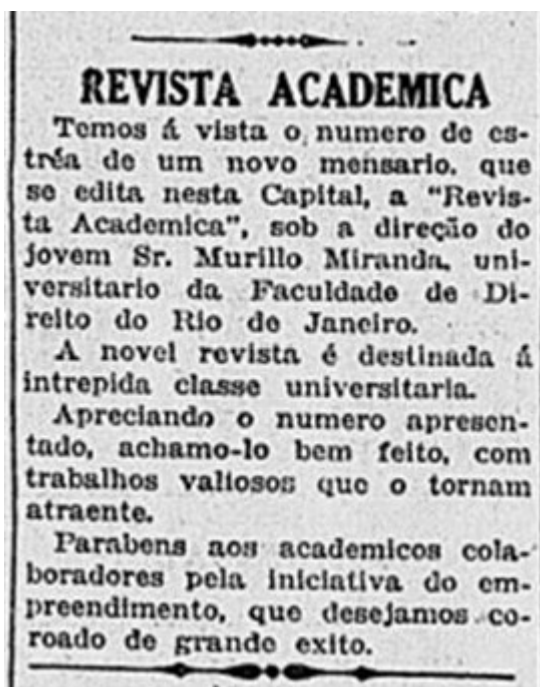 REVISTA ACADEMICA
Temos á vista o numero de es-
tréa de um novo mensario, que
se edita nesta Capital, a "Revis-
ta Academica", sob a direção do
jovem Sr. Murillo Miranda, uni-
versitario da Faculdade de Di-
reito do Rio de Janeiro.
A novel revista é destinada á
intrepida classe universitaria.
Apreciando o numero apresen-
tado, achamo-lo bem feito, com
trabalhos valiosos que o tornam
atraente.
Parabens aos academicos cola-
boradores pela iniciativa do em-
preendimento, que desejamos co-
roado de grande exito.